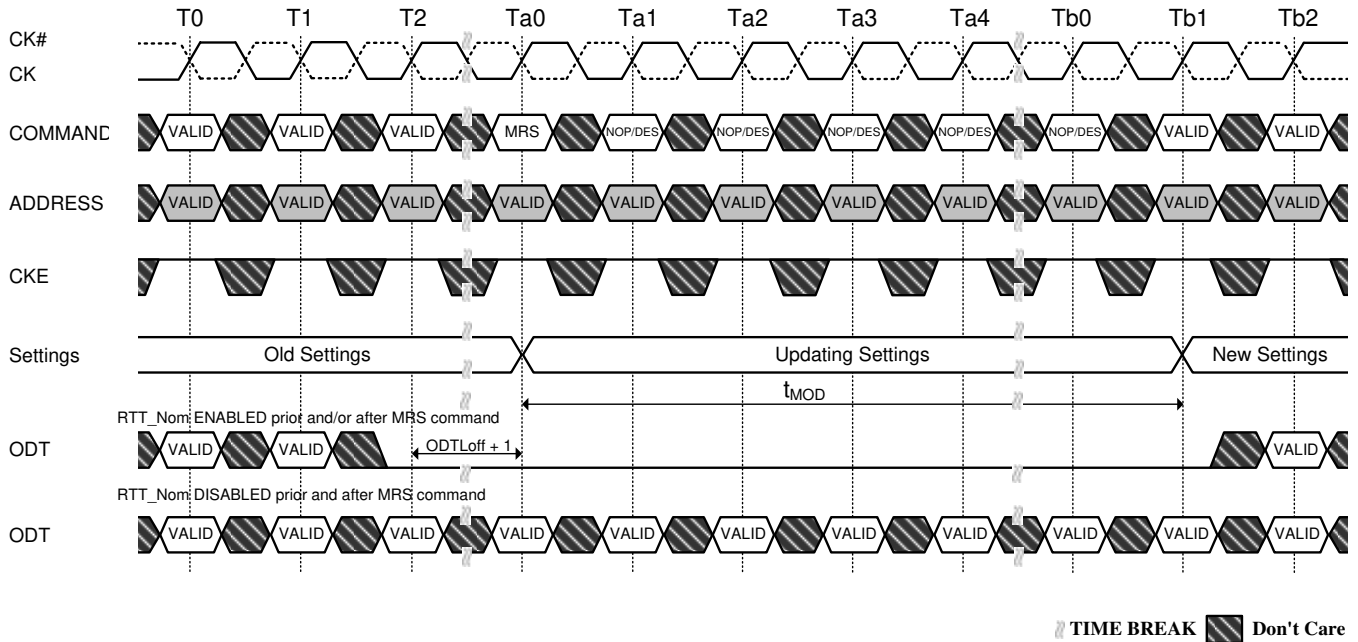 T0 T1 T2 Ta0 Ta1 Ta2 Ta3 Ta4 Tb0 Tb1 Tb2
CK#
CK
COMMAND VALID VALID VALID MRS NOP/DES NOP/DES NOP/DES NOP/DES NOP/DES VALID VALID
ADDRESS VALID VALID VALID VALID VALID VALID VALID VALID VALID VALID VALID
CKE
Settings Old Settings Updating Settings New Settings
tMOD
RTT_Nom ENABLED prior and/or after MRS command
ODT VALID VALID ODTLoff + 1 VALID
RTT_Nom DISABLED prior and after MRS command
ODT VALID VALID VALID VALID VALID VALID VALID VALID VALID VALID VALID
TIME BREAK Don't Care